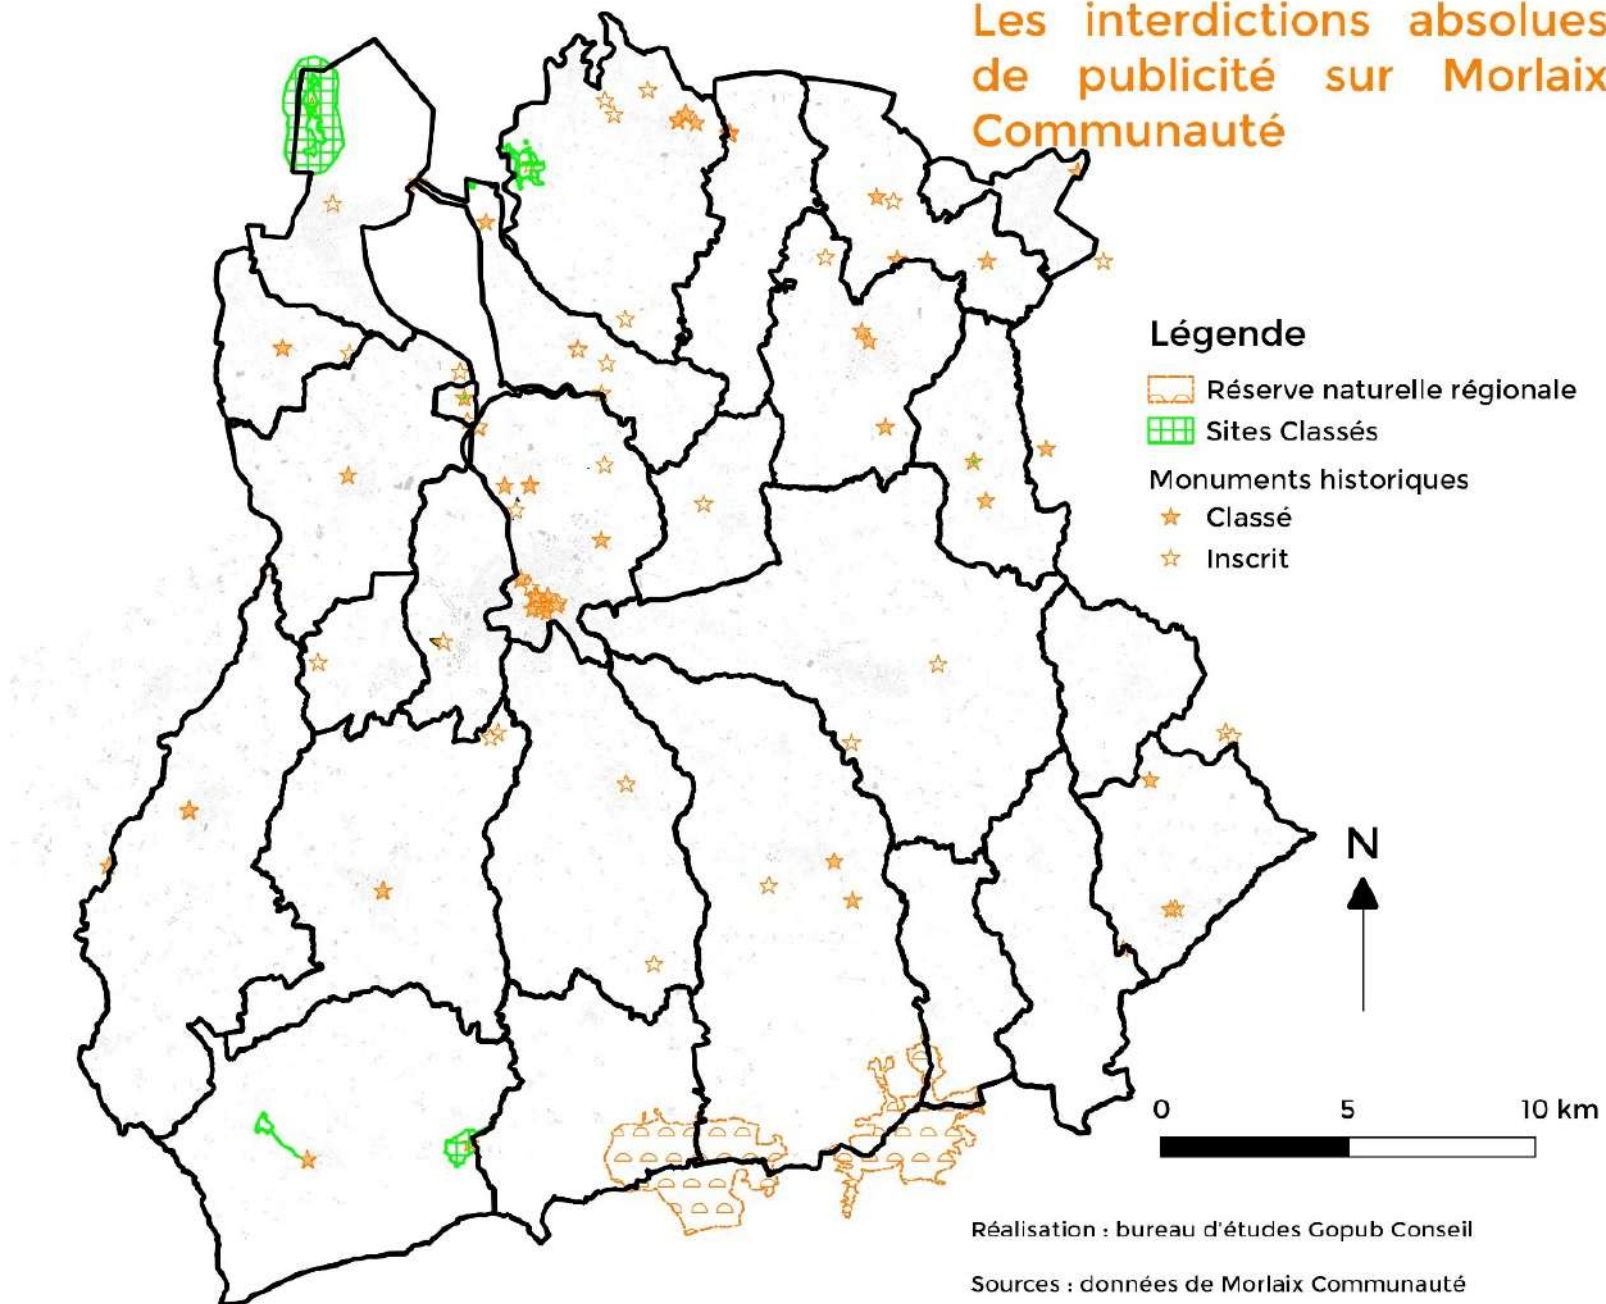 Les interdictions absolues
de publicité sur Morlaix
Communauté
Légende
Réserve naturelle régionale
Sites Classés
Monuments historiques
Classé
Inscrit
N
0 5 10 km
Réalisation : bureau d'études Gopub Conseil
Sources : données de Morlaix Communauté